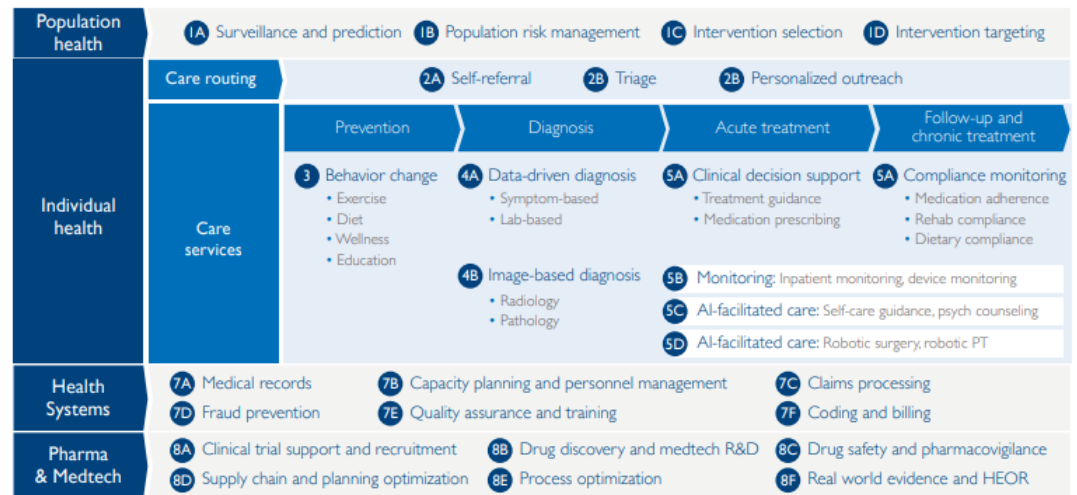 Population health
1A Surveillance and prediction 1B Population risk management 1C Intervention selection 1D Intervention targeting
Individual health
Care routing
2A Self-referral 2B Triage 2B Personalized outreach
Care services
Prevention
Diagnosis
Acute treatment
Follow-up and chronic treatment
3 Behavior change
• Exercise
• Diet
• Wellness
• Education
4A Data-driven diagnosis
• Symptom-based
• Lab-based
4B Image-based diagnosis
• Radiology
• Pathology
5A Clinical decision support
• Treatment guidance
• Medication prescribing
5A Compliance monitoring
• Medication adherence
• Rehab compliance
• Dietary compliance
5B Monitoring: Inpatient monitoring, device monitoring
5C AI-facilitated care: Self-care guidance, psych counseling
5D AI-facilitated care: Robotic surgery, robotic PT
Health Systems
7A Medical records 7B Capacity planning and personnel management 7C Claims processing
7D Fraud prevention 7E Quality assurance and training 7F Coding and billing
Pharma & Medtech
8A Clinical trial support and recruitment 8B Drug discovery and medtech R&D 8C Drug safety and pharmacovigilance
8D Supply chain and planning optimization 8E Process optimization 8F Real world evidence and HEOR